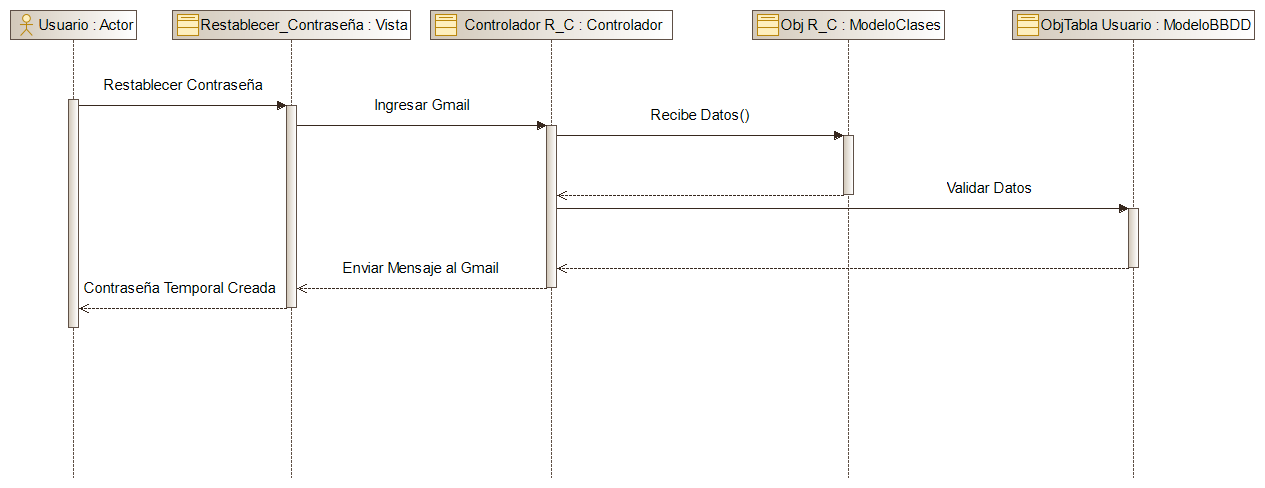 Usuario : Actor
Restablecer_Contraseña : Vista
Controlador R_C : Controlador
Obj R_C : ModeloClases
ObjTabla Usuario : ModeloBBDD
Restablecer Contraseña
Ingresar Gmail
Recibe Datos()
Validar Datos
Enviar Mensaje al Gmail
Contraseña Temporal Creada